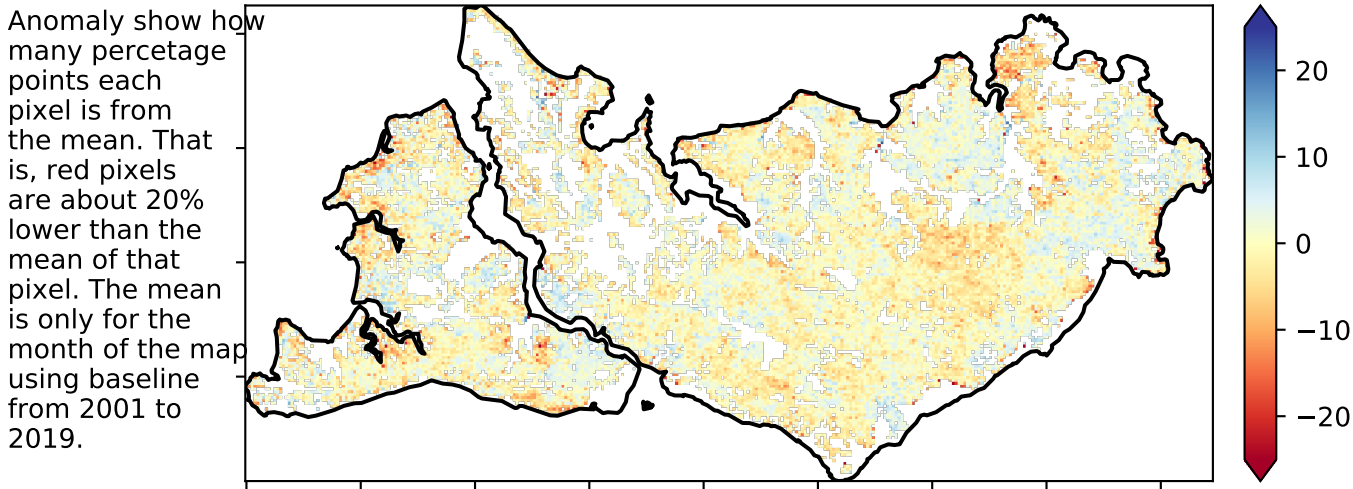 Anomaly show how
many percetage
points each
pixel is from
the mean. That
is, red pixels
are about 20%
lower than the
mean of that
pixel. The mean
is only for the
month of the map
using baseline
from 2001 to
2019.
20
10
0
−10
−20